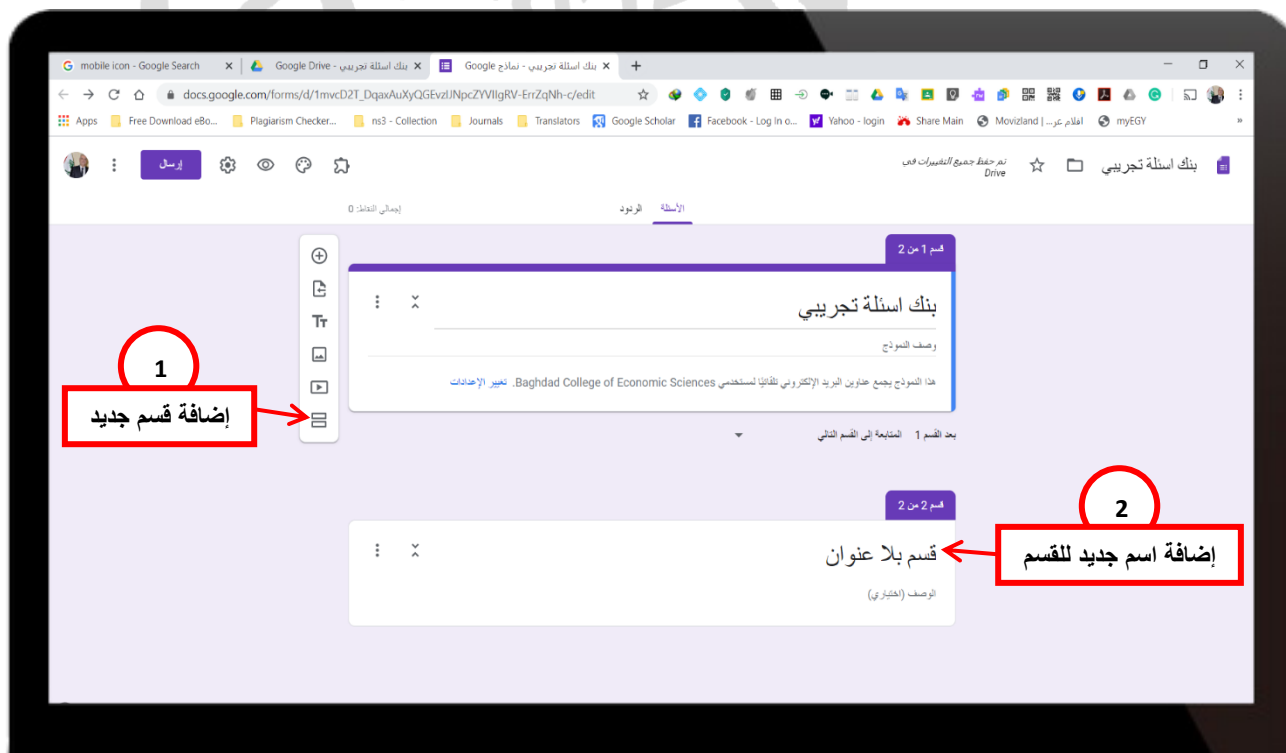 mobile icon - Google Search
بنك اسئلة تجريبي - Google Drive
بنك اسئلة تجريبي - نماذج Google
docs.google.com/forms/d/1mvcD2T_DqaxAuXyQGEvzIJNpcZYVIIgRV-ErrZqNh-c/edit
Apps
Free Download eBo...
Plagiarism Checker...
ns3 - Collection
Journals
Translators
Google Scholar
Facebook - Log In o...
Yahoo - login
Share Main
Movizland | ...افلام عر
myEGY
بنك اسئلة تجريبي
تم حفظ جميع التغييرات في
Drive
إرسال
الأسئلة
الردود
إجمالي النقاط: 0
قسم 1 من 2
بنك اسئلة تجريبي
وصف النموذج
هذا النموذج يجمع عناوين البريد الإلكتروني تلقائيًا لمستخدمي Baghdad College of Economic Sciences. تغيير الإعدادات
بعد القسم 1 المتابعة إلى القسم التالي
1
إضافة قسم جديد
قسم 2 من 2
قسم بلا عنوان
الوصف (اختياري)
2
إضافة اسم جديد للقسم